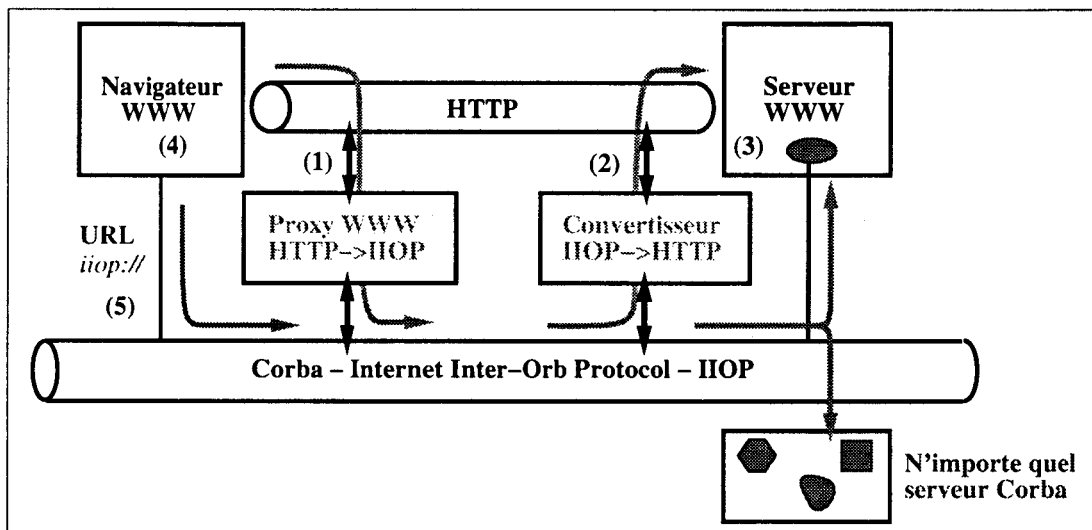 Navigateur
WWW
(4)
HTTP
Serveur
WWW
(3)
(1)
(2)
Proxy WWW
HTTP->IIOP
Convertisseur
IIOP->HTTP
URL
iiop://
(5)
Corba – Internet Inter–Orb Protocol – IIOP
N'importe quel
serveur Corba